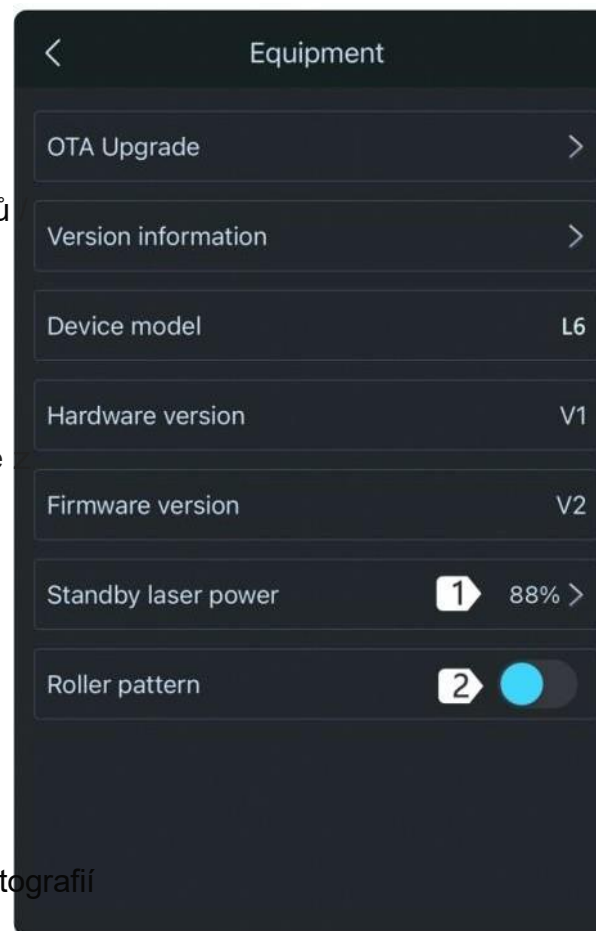 Equipment
OTA Upgrade
ů
Version information
Device model L6
Hardware version V1
e z
Firmware version V2
Standby laser power 1 88%
Roller pattern 2
tografií